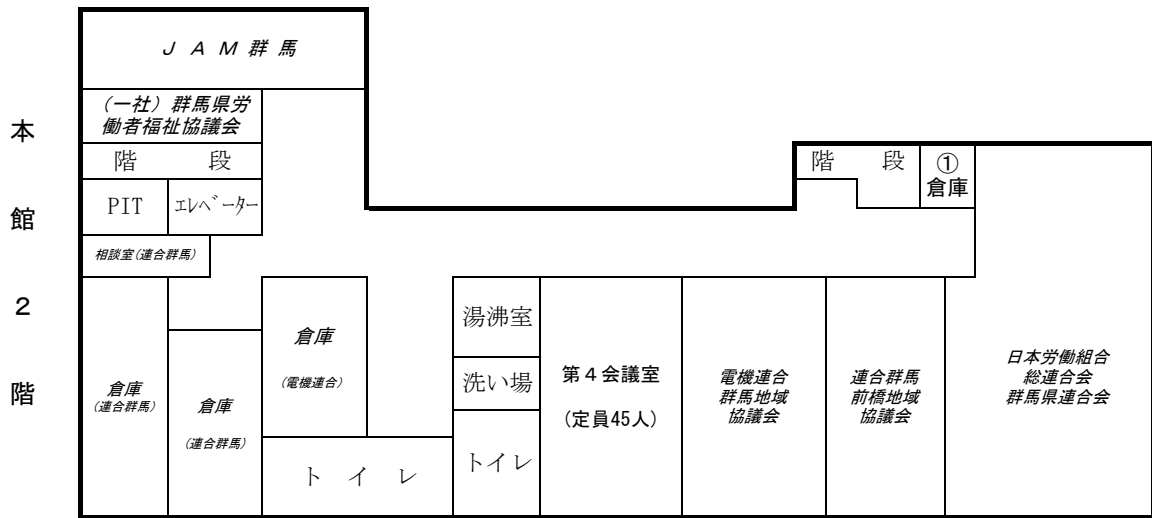 本館２階
ＪＡＭ群馬
（一社）群馬県労
働者福祉協議会
階　段
PIT
ｴﾚﾍﾞｰﾀｰ
相談室（連合群馬）
階　段
①
倉庫
倉庫
（連合群馬）
倉庫
（連合群馬）
倉庫
（電機連合）
トイレ
湯沸室
洗い場
トイレ
第４会議室
（定員45人）
電機連合
群馬地域
協議会
連合群馬
前橋地域
協議会
日本労働組合
総連合会
群馬県連合会